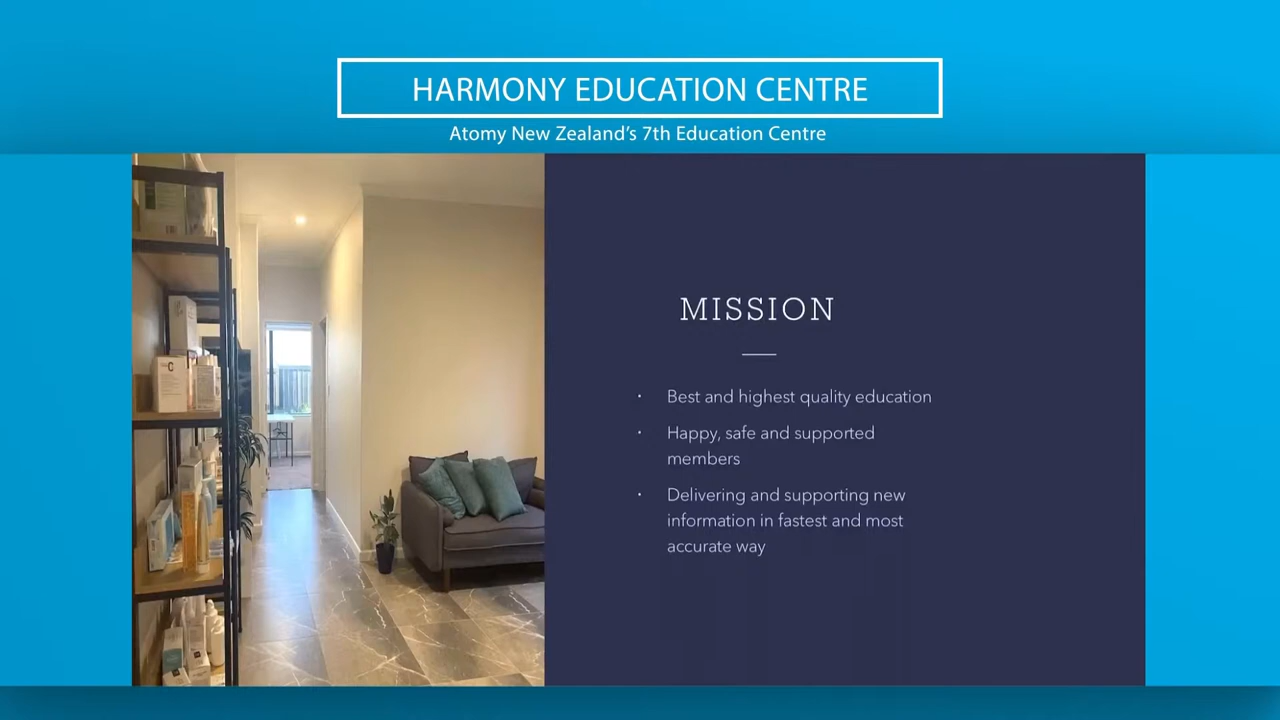 HARMONY EDUCATION CENTRE
Atomy New Zealand’s 7th Education Centre
MISSION
· Best and highest quality education
· Happy, safe and supported
members
· Delivering and supporting new
information in fastest and most
accurate way